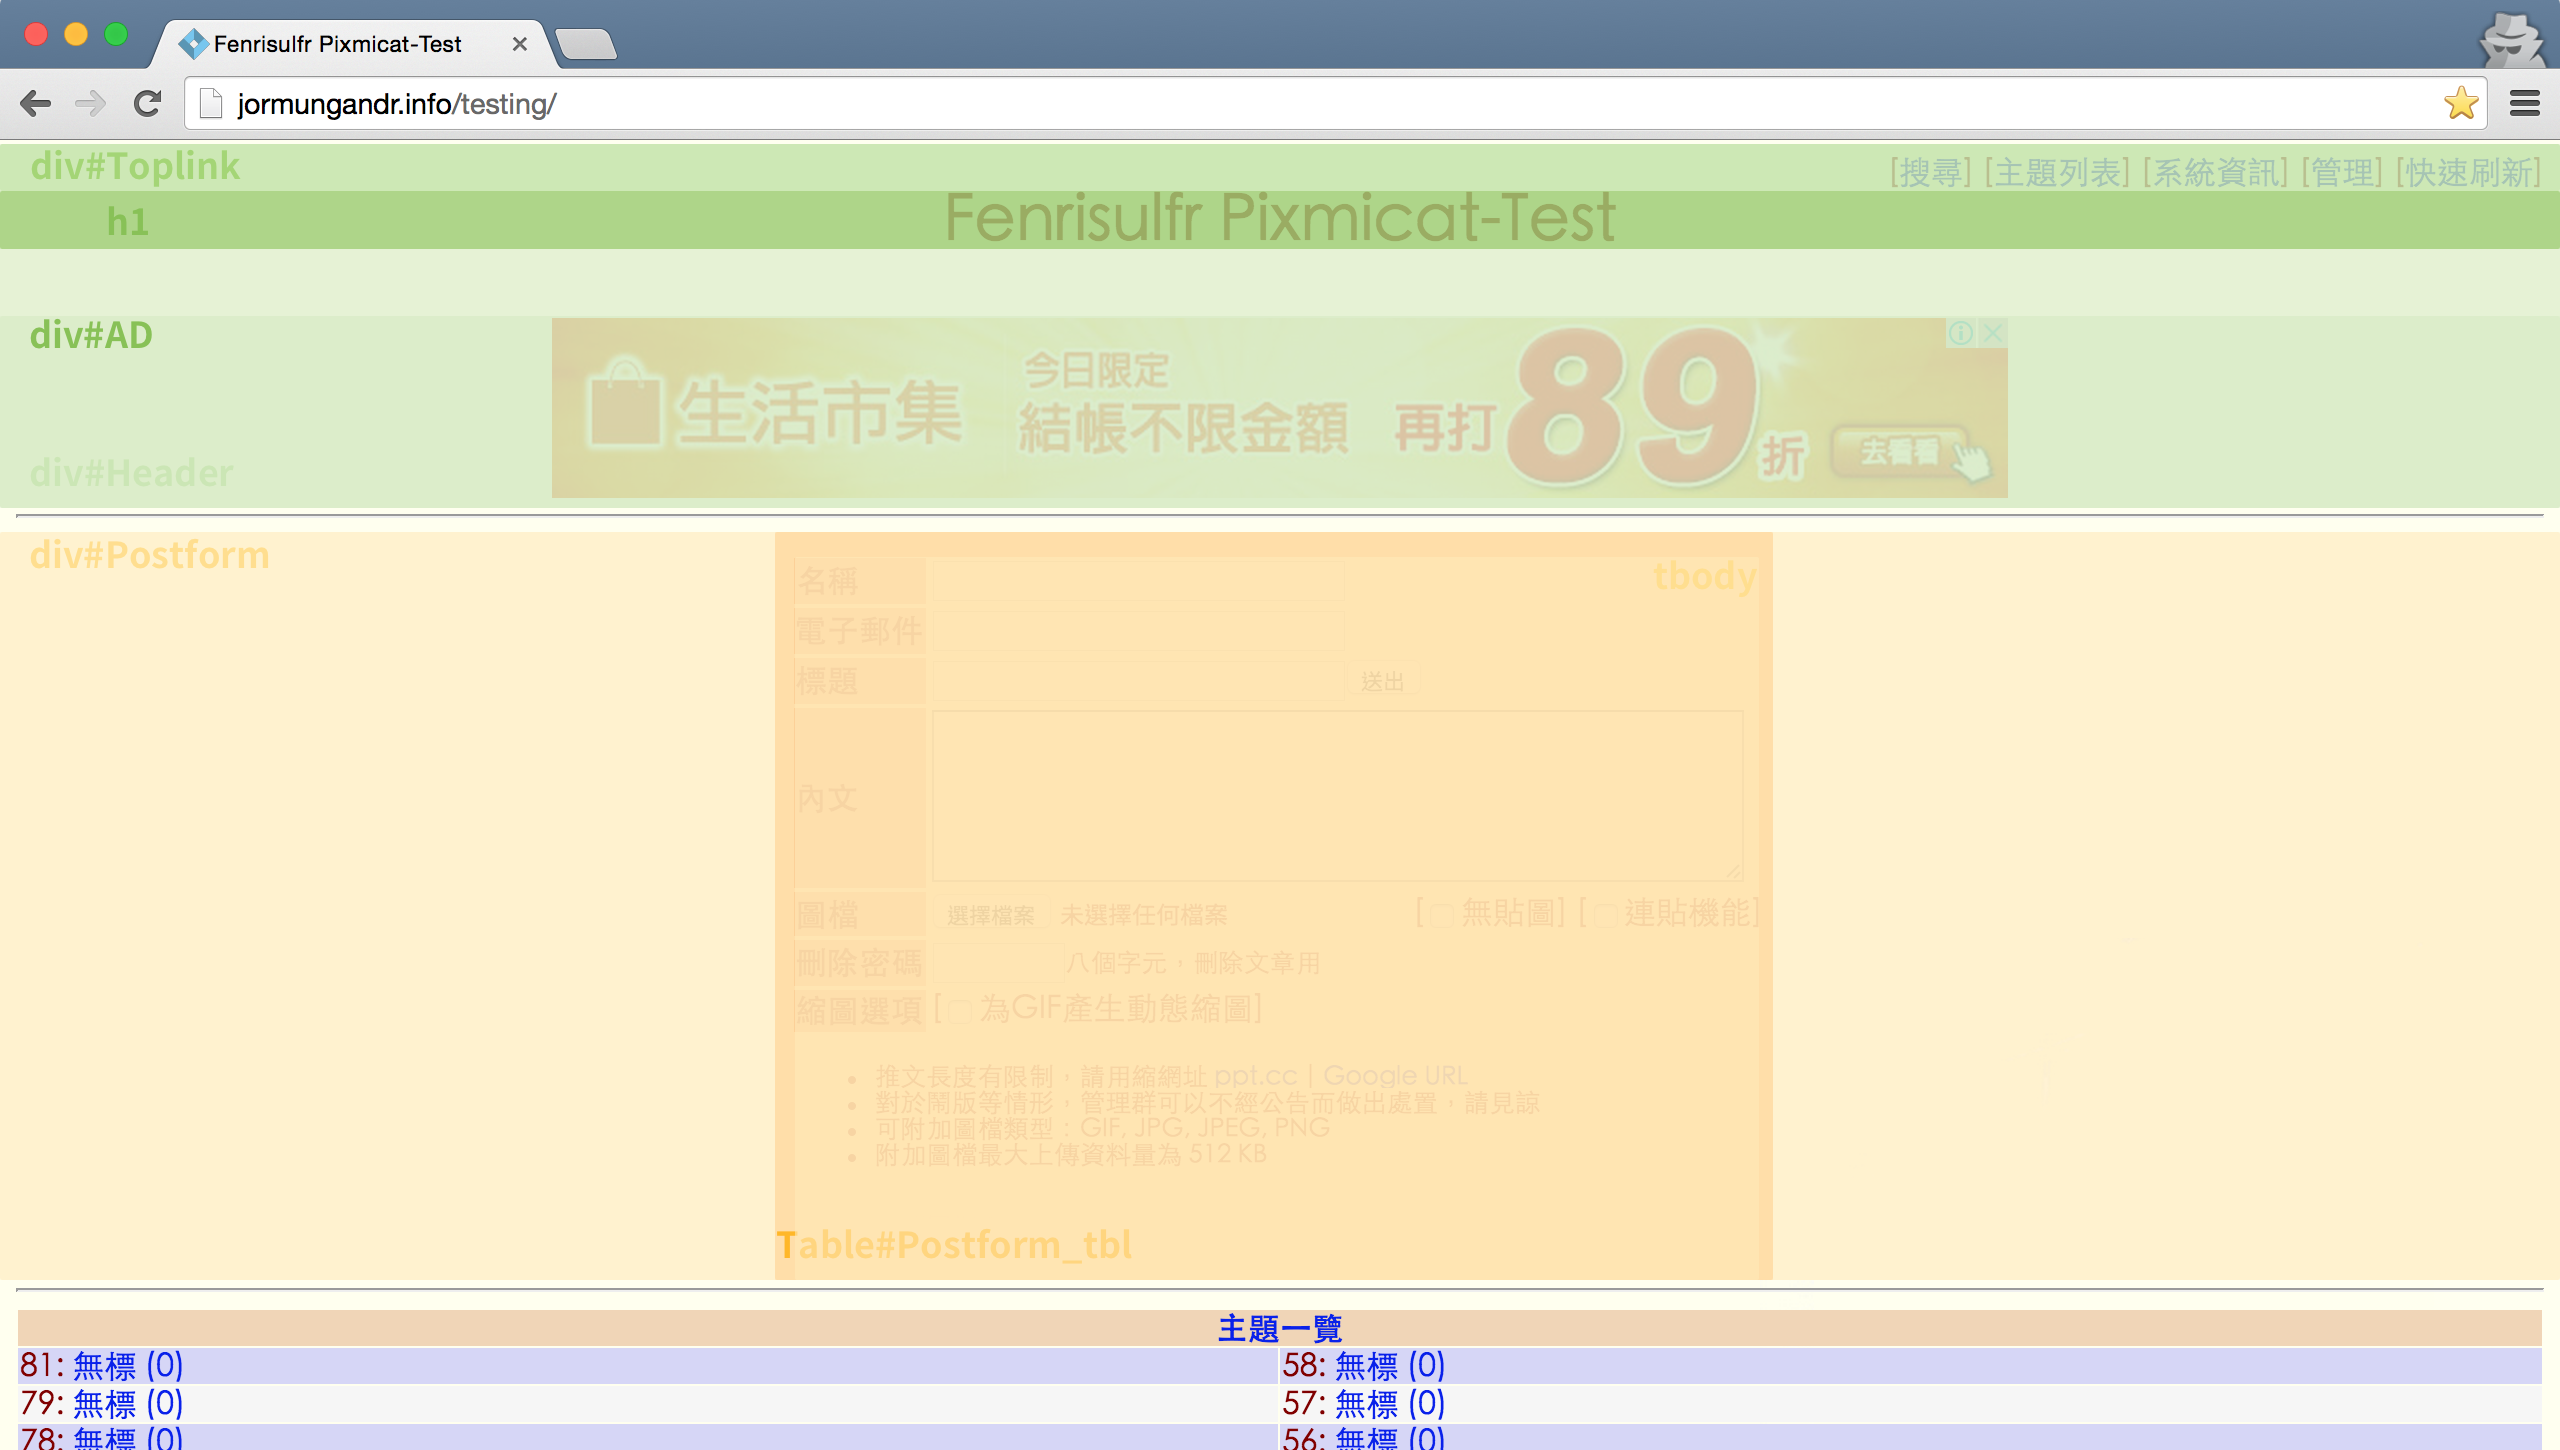 Fenrisulfr Pixmicat-Test
jormungandr.info/testing/
div#Toplink
[搜尋] [主題列表] [系統資訊] [管理] [快速刷新]
h1
Fenrisulfr Pixmicat-Test
div#AD
生活市集
今日限定
結帳不限金額
再打89折
去看看
div#Header
div#Postform
tbody
名稱
電子郵件
標題
送出
內文
圖檔
選擇檔案 未選擇任何檔案
[無貼圖] [連貼機能]
刪除密碼
八個字元，刪除文章用
縮圖選項
[為GIF產生動態縮圖]
• 推文長度有限制，請用縮網址 ppt.cc | Google URL
• 對於鬧版等情形，管理群可以不經公告而做出處置，請見諒
• 可附加圖檔類型：GIF, JPG, JPEG, PNG
• 附加圖檔最大上傳資料量為 512 KB
Table#Postform_tbl
主題一覽
81: 無標 (0)
58: 無標 (0)
79: 無標 (0)
57: 無標 (0)
78: 無標 (0)
56: 無標 (0)